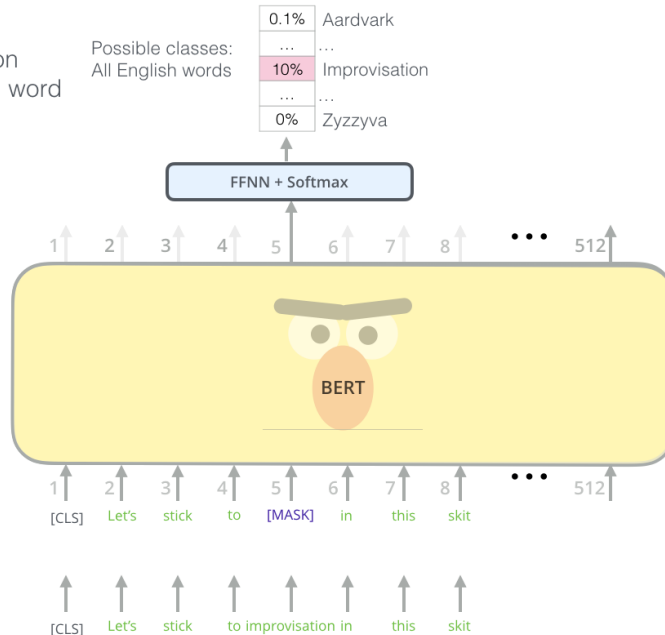 0.1% Aardvark
Possible classes: ... ...
on All English words 10% Improvisation
word ... ...
0% Zyzzyva
FFNN + Softmax
1 2 3 4 5 6 7 8 ••• 512
BERT
1 2 3 4 5 6 7 8 ••• 512
[CLS] Let's stick to [MASK] in this skit
[CLS] Let's stick to improvisation in this skit